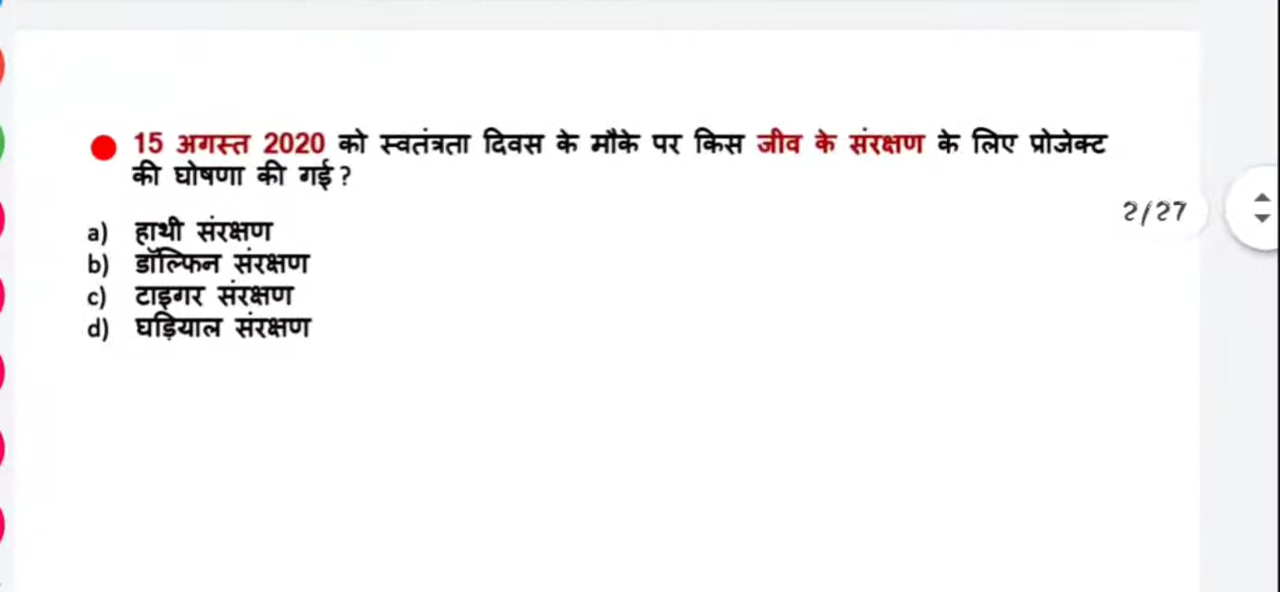 15 अगस्त 2020 को स्वतंत्रता दिवस के मौके पर किस जीव के संरक्षण के लिए प्रोजेक्ट
की घोषणा की गई ?
2/27
a) हाथी संरक्षण
b) डॉल्फिन संरक्षण
c) टाइगर संरक्षण
d) घड़ियाल संरक्षण